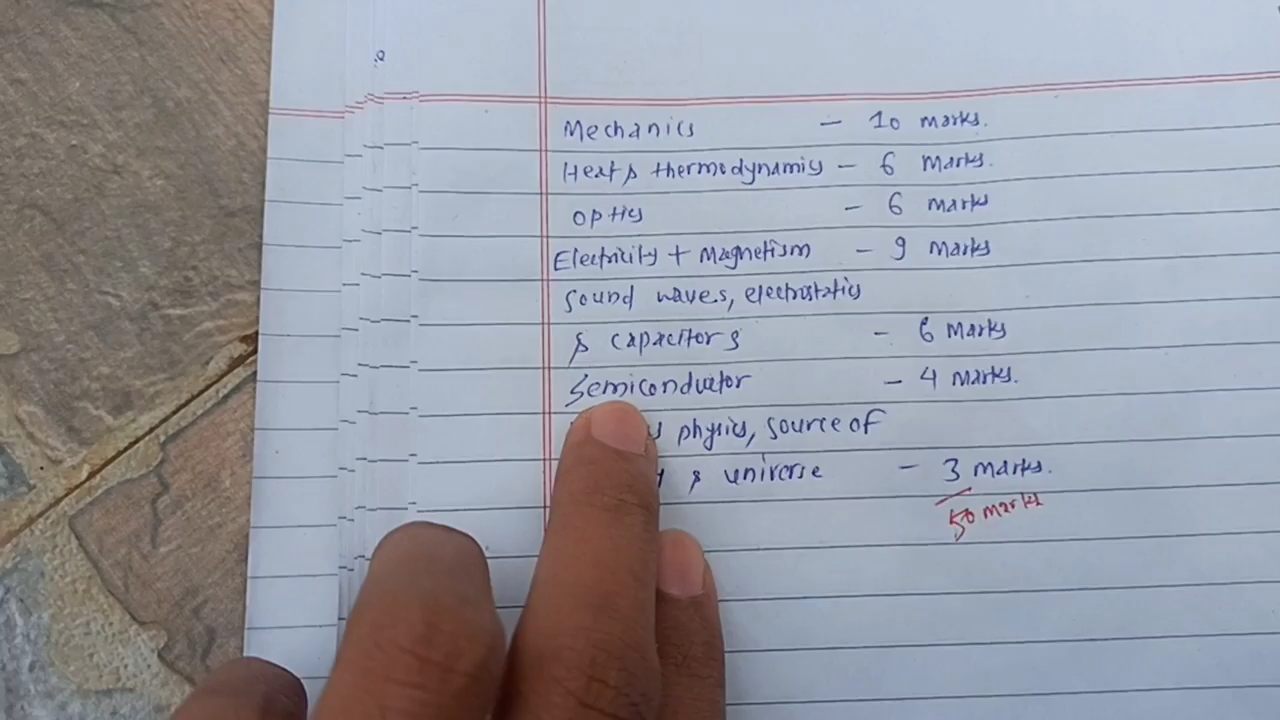 Mechanics - 10 marks.
Heat & thermodynamics - 6 Marks.
optics - 6 marks
Electricity + Magnetism - 9 Marks
Sound waves, electrostatics
& capacitors - 6 Marks
Semiconductor - 4 Marks.
physics, source of
& universe - 3 marks.
50 marks